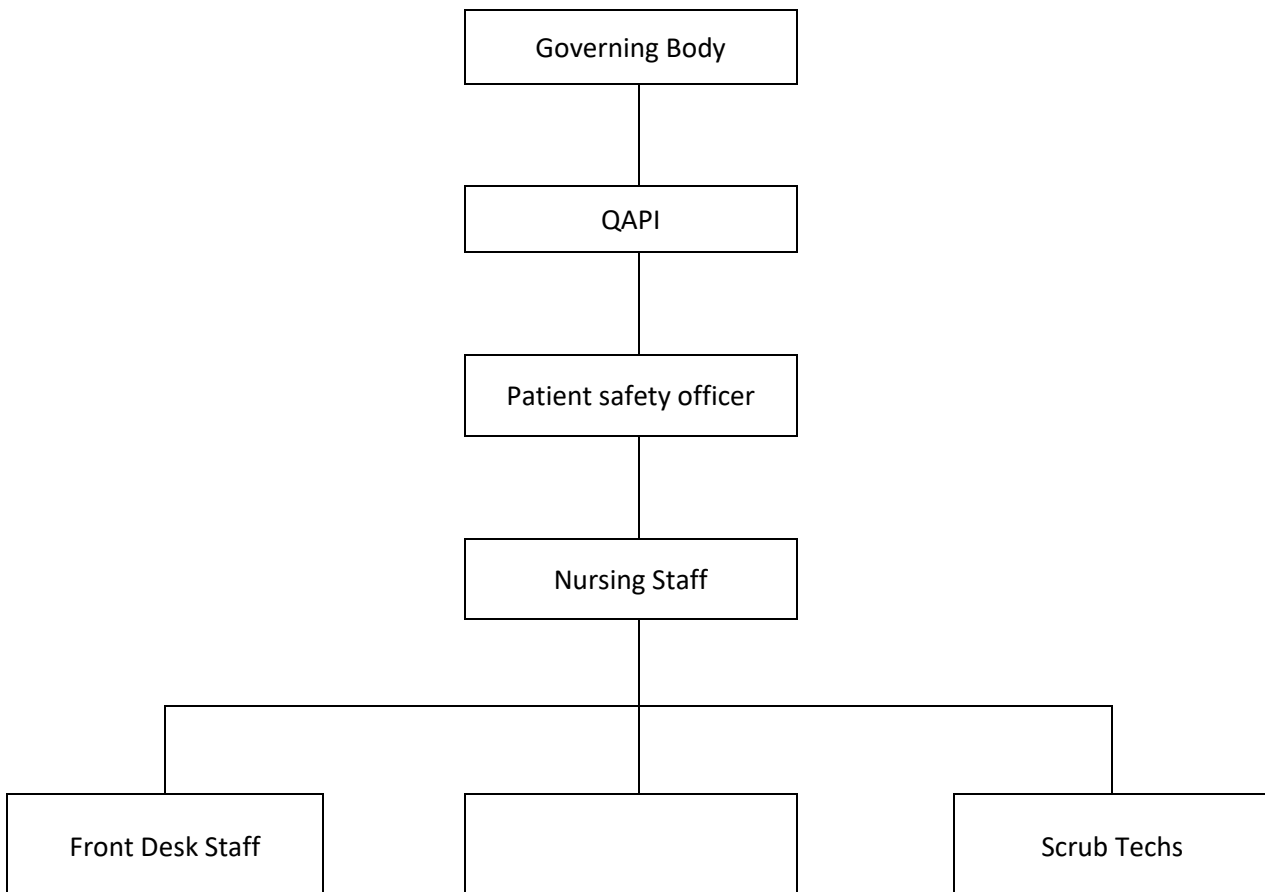 Governing Body
QAPI
Patient safety officer
Nursing Staff
Front Desk Staff
Scrub Techs